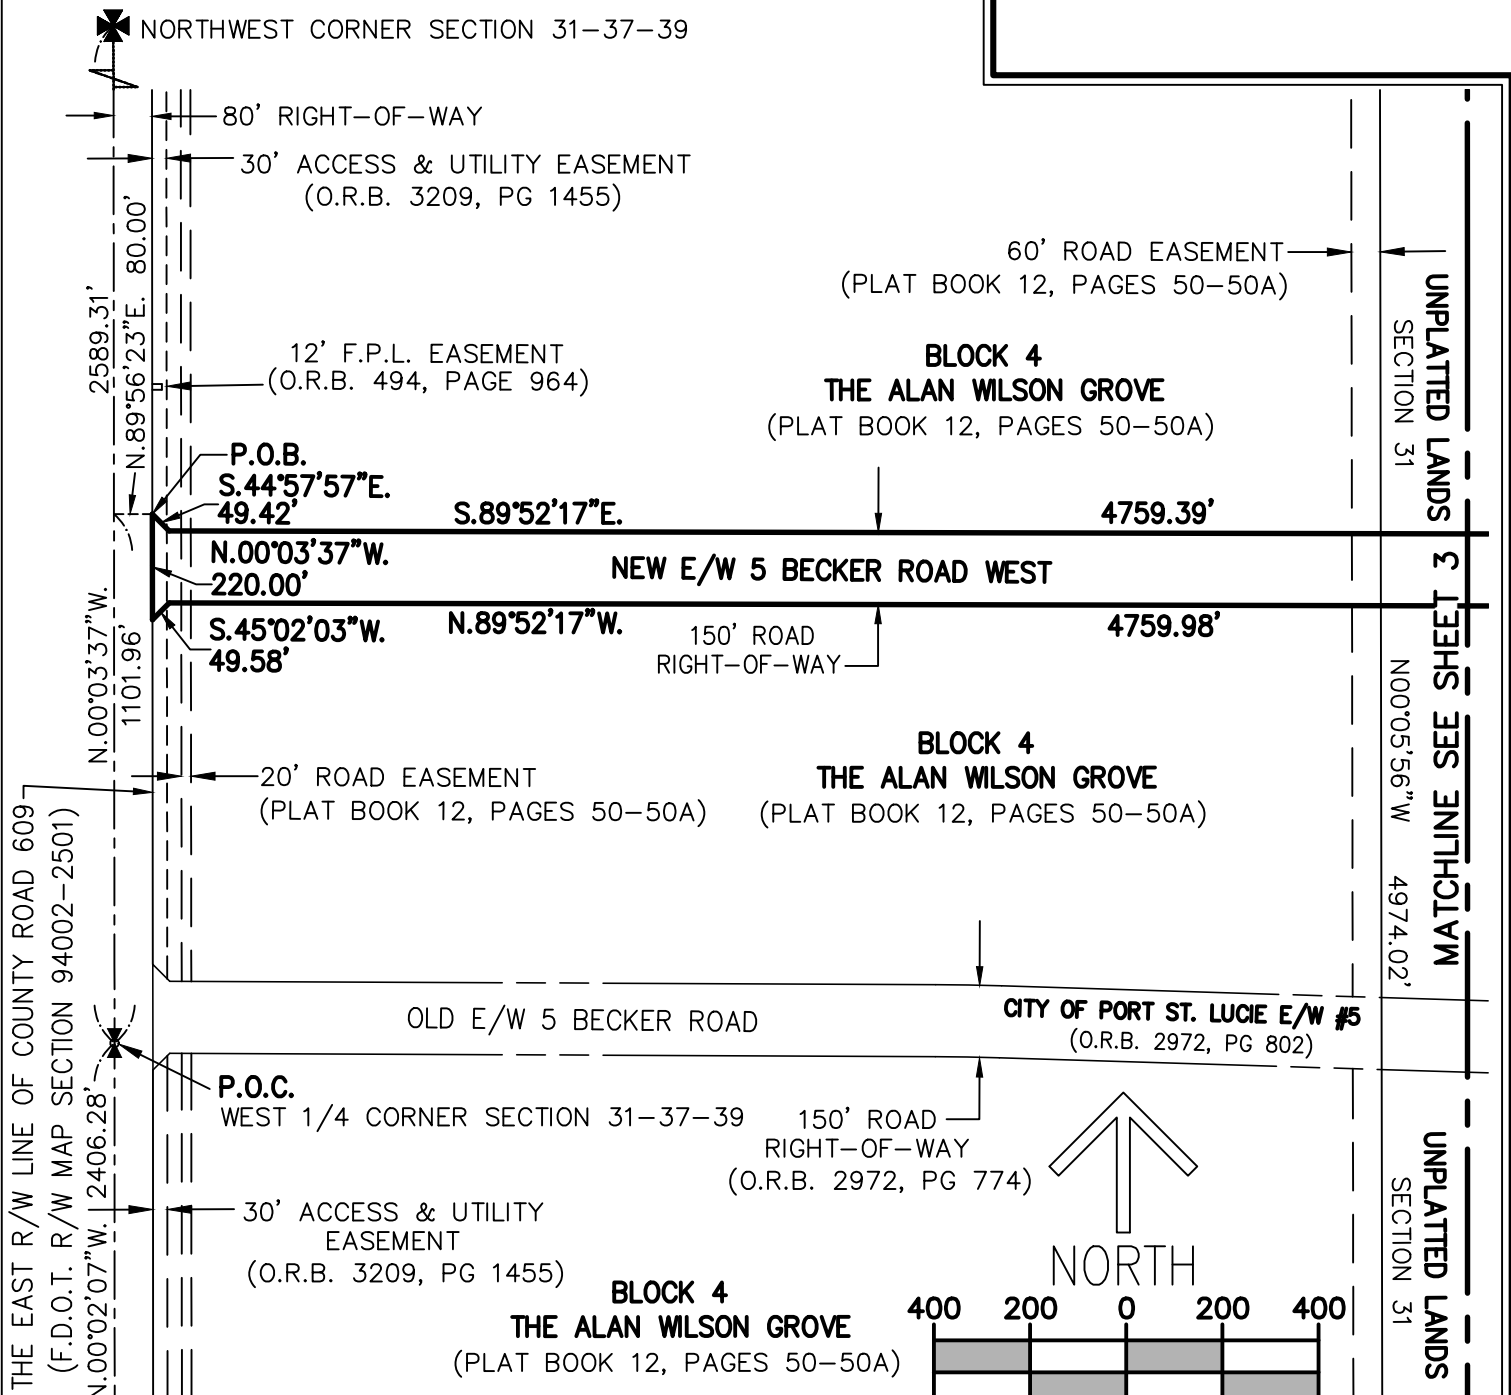 NORTHWEST CORNER SECTION 31-37-39
80' RIGHT-OF-WAY
30' ACCESS & UTILITY EASEMENT
(O.R.B. 3209, PG 1455)
60' ROAD EASEMENT
(PLAT BOOK 12, PAGES 50-50A)
2589.31'
N.89°56'23"E. 80.00'
12' F.P.L. EASEMENT
(O.R.B. 494, PAGE 964)
BLOCK 4
THE ALAN WILSON GROVE
(PLAT BOOK 12, PAGES 50-50A)
UNPLATTED LANDS
SECTION 31
P.O.B.
S.44°57'57"E.
49.42'
S.89°52'17"E.
4759.39'
N.00°03'37"W.
220.00'
NEW E/W 5 BECKER ROAD WEST
S.45°02'03"W.
49.58'
N.89°52'17"W.
4759.98'
150' ROAD
RIGHT-OF-WAY
N.00°03'37"W.
1101.96'
MATCHLINE SEE SHEET 3
N00°05'56"W 4974.02'
BLOCK 4
THE ALAN WILSON GROVE
(PLAT BOOK 12, PAGES 50-50A)
20' ROAD EASEMENT
(PLAT BOOK 12, PAGES 50-50A)
THE EAST R/W LINE OF COUNTY ROAD 609
(F.D.O.T. R/W MAP SECTION 94002-2501)
OLD E/W 5 BECKER ROAD
CITY OF PORT ST. LUCIE E/W #5
(O.R.B. 2972, PG 802)
P.O.C.
WEST 1/4 CORNER SECTION 31-37-39
150' ROAD
RIGHT-OF-WAY
(O.R.B. 2972, PG 774)
N.00°02'07"W. 2406.28'
30' ACCESS & UTILITY
EASEMENT
(O.R.B. 3209, PG 1455)
NORTH
UNPLATTED LANDS
SECTION 31
BLOCK 4
THE ALAN WILSON GROVE
(PLAT BOOK 12, PAGES 50-50A)
400 200 0 200 400